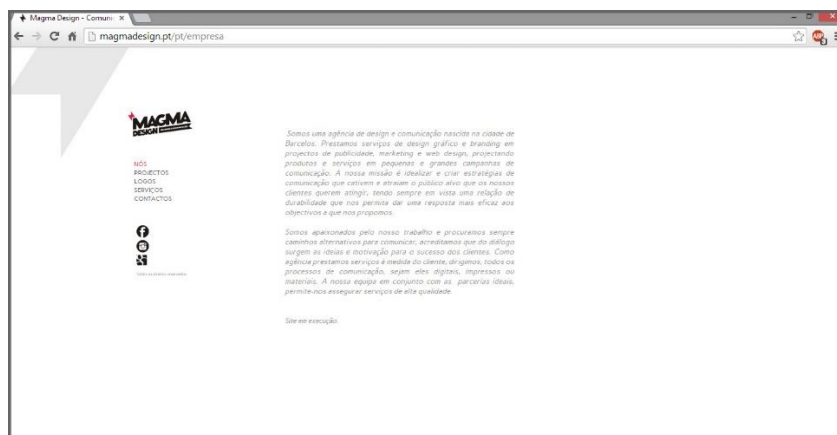 Magma Design - Comuni
magmadesign.pt/pt/empresa
ABP
MAGMA
DESIGN
NÓS
PROJECTOS
LOGOS
SERVIÇOS
CONTACTOS
Somos uma agência de design e comunicação nascida na cidade de
Barcelos. Prestamos serviços de design gráfico e branding em
projectos de publicidade, marketing e web design, projectando
produtos e serviços em pequenas e grandes campanhas de
comunicação. A nossa missão é idealizar e criar estratégias de
comunicação que cativem e atraiam o público alvo que os nossos
clientes querem atingir, tendo sempre em vista uma relação de
durabilidade que nos permita dar uma resposta mais eficaz aos
objectivos a que nos propomos.
Somos apaixonados pelo nosso trabalho e procuramos sempre
caminhos alternativos para comunicar, acreditamos que do diálogo
surgem as ideias e motivação para o sucesso dos clientes. Como
agência prestamos serviços à medida do cliente, dirigimos, todos os
processos de comunicação, sejam eles digitais, impressos ou
materiais. A nossa equipa em conjunto com as parcerias ideais,
permite-nos assegurar serviços de alta qualidade.
Site em execução